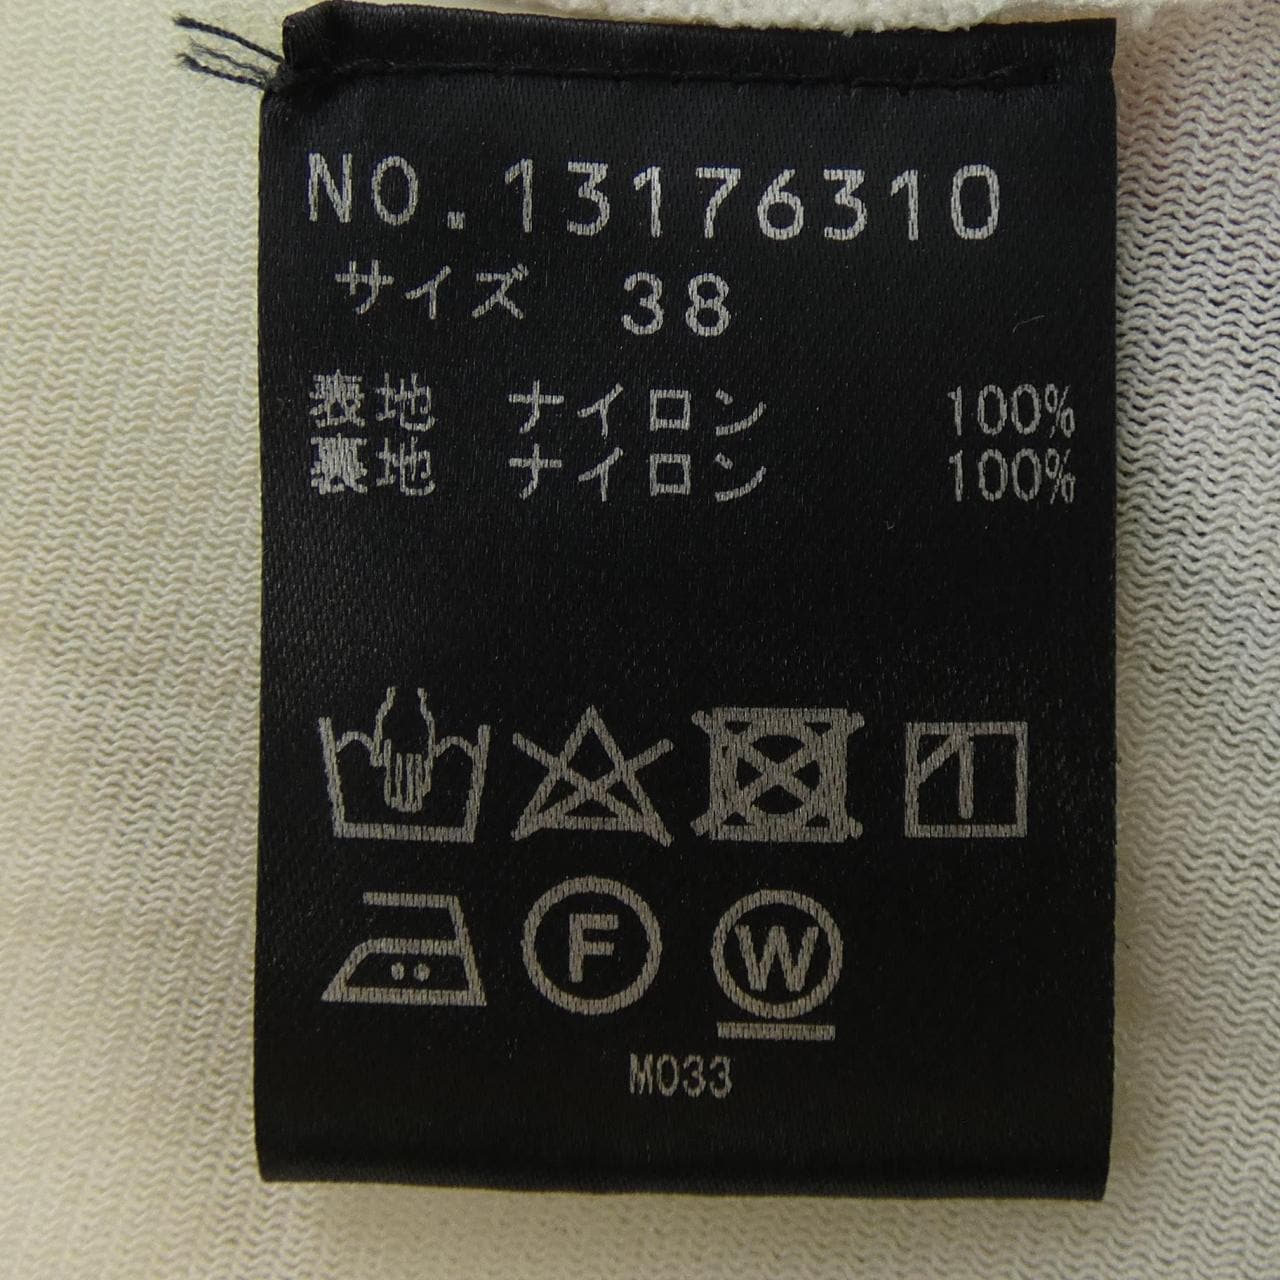 NO.13176310
サイズ 38
表地 ナイロン 100%
裏地 ナイロン 100%
F W
M033